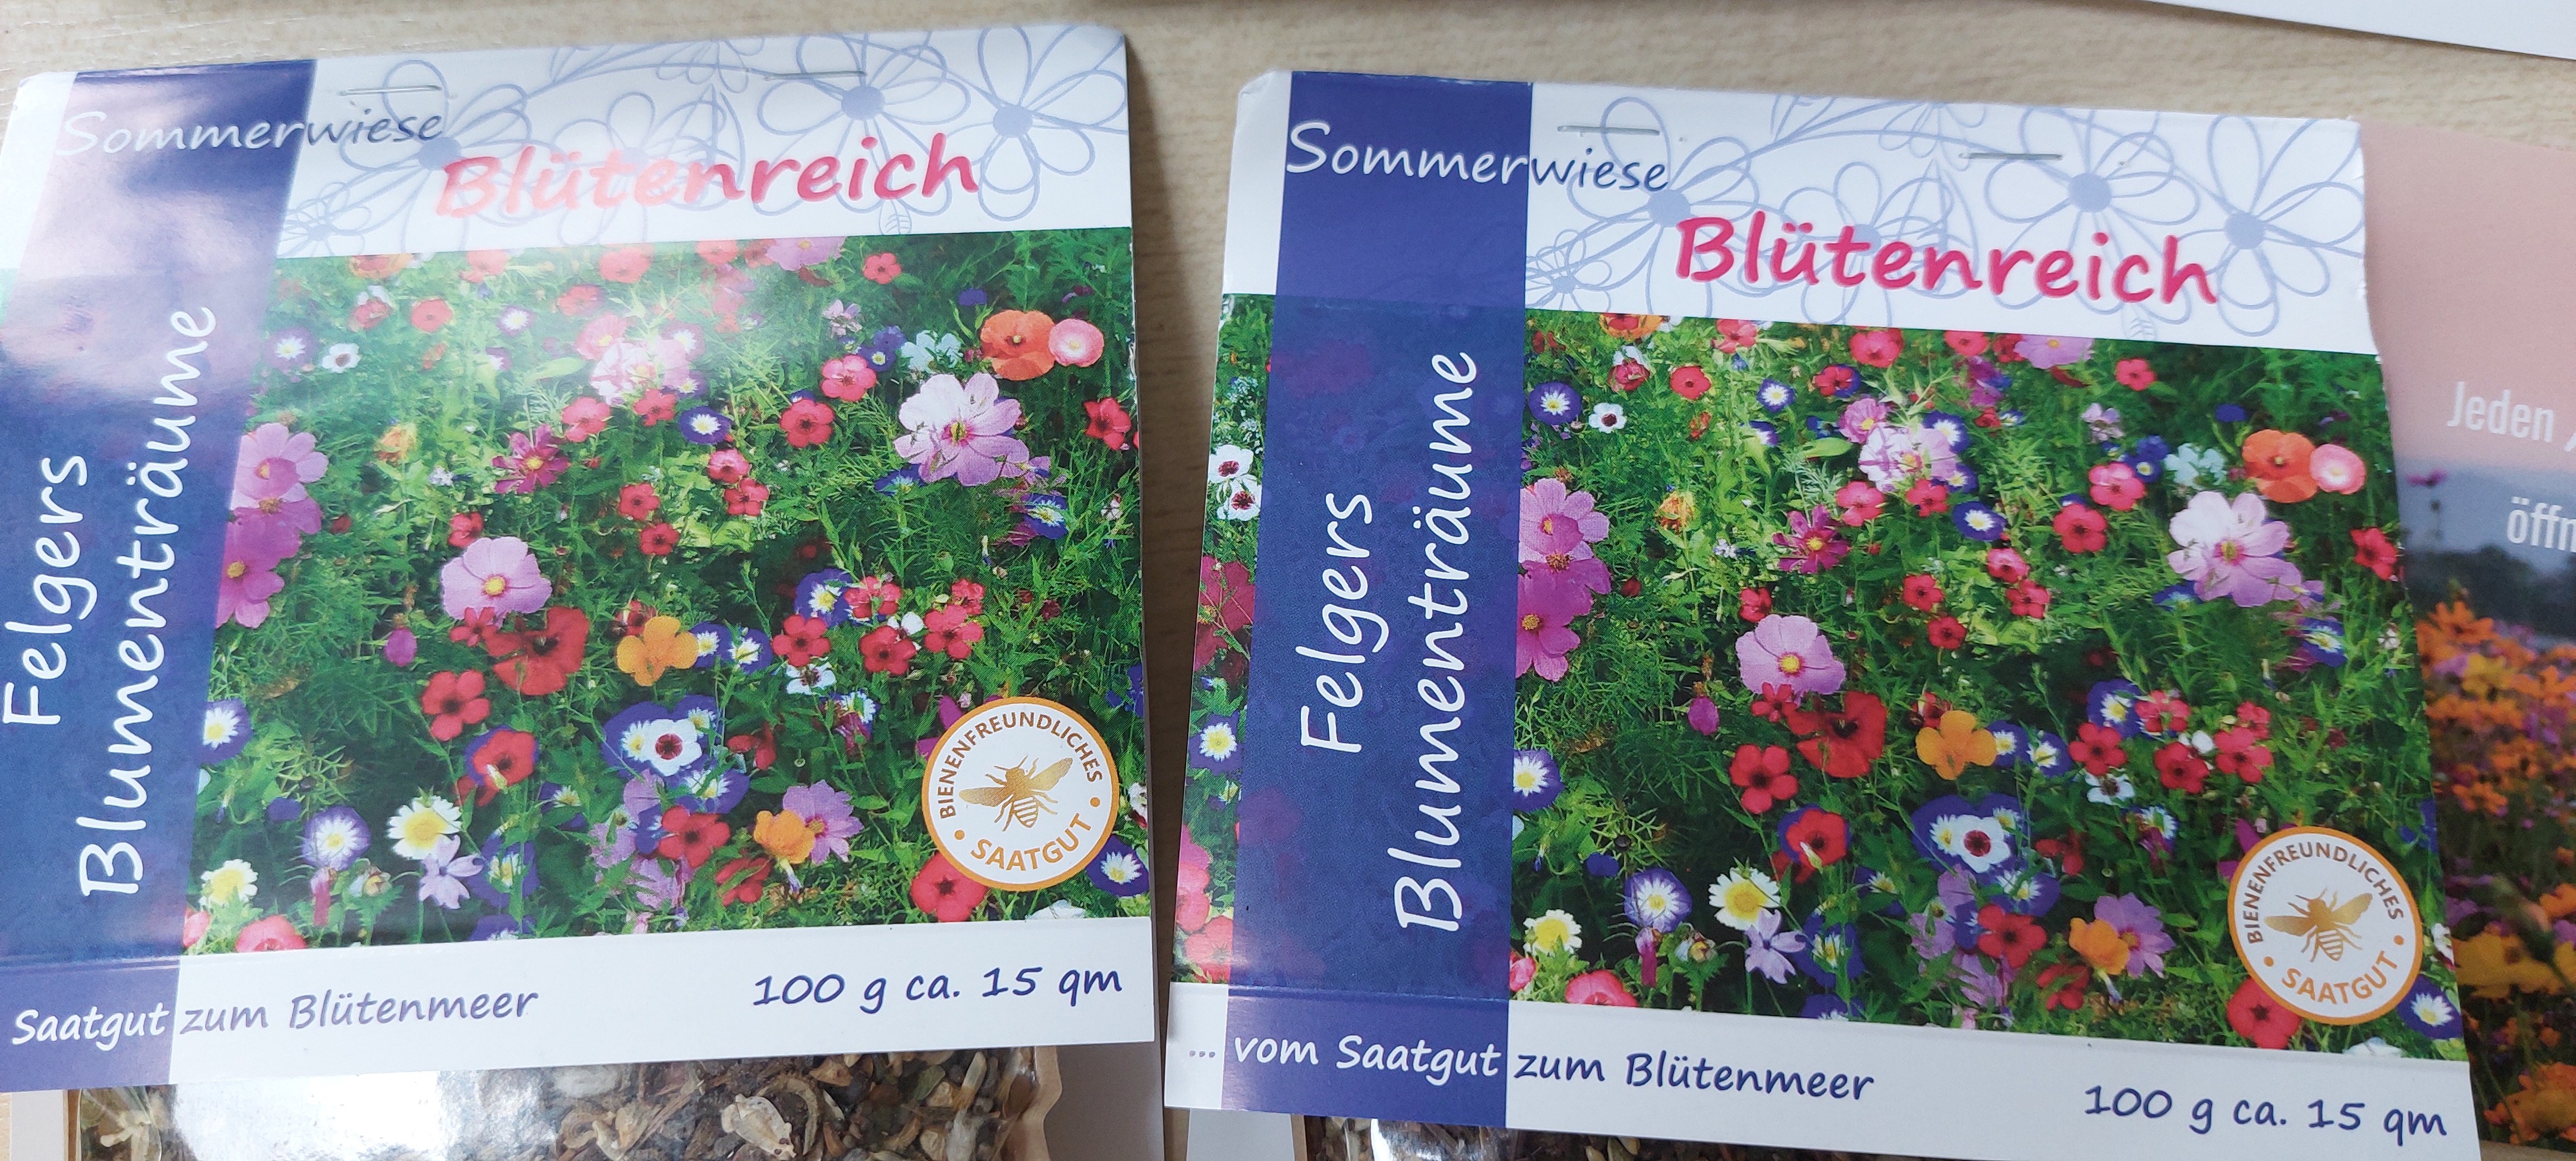 Sommerwiese
Blütenreich
Felgers
Blumenträume
BIENENFREUNDLICHES
SAATGUT
Saatgut zum Blütenmeer
100 g ca. 15 qm
Sommerwiese
Blütenreich
Felgers
Blumenträume
BIENENFREUNDLICHES
SAATGUT
... vom Saatgut zum Blütenmeer
100 g ca. 15 qm
Jeden